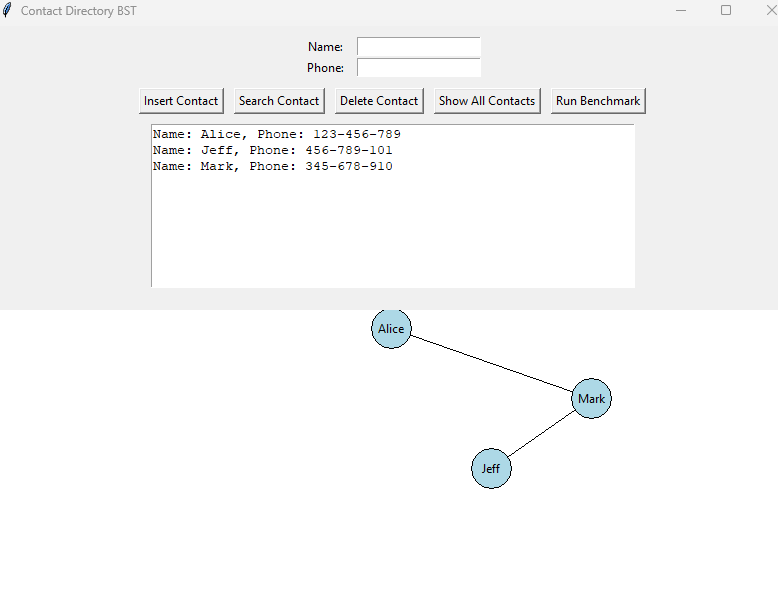 Contact Directory BST
Name:
Phone:
Insert Contact Search Contact Delete Contact Show All Contacts Run Benchmark
Name: Alice, Phone: 123-456-789
Name: Jeff, Phone: 456-789-101
Name: Mark, Phone: 345-678-910
Alice
Mark
Jeff